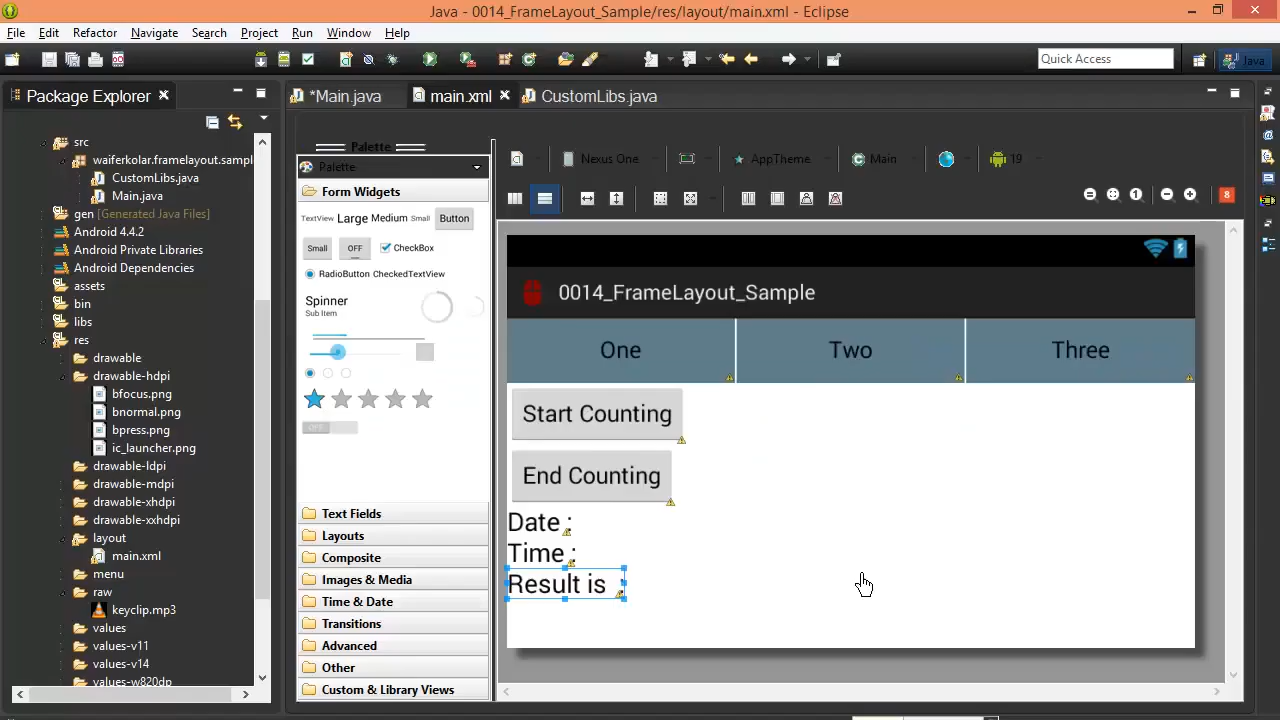 Java - 0014_FrameLayout_Sample/res/layout/main.xml - Eclipse
File Edit Refactor Navigate Search Project Run Window Help
Quick Access
Java
Package Explorer
*Main.java
main.xml
CustomLibs.java
src
waiferkolar.framelayout.sampl
CustomLibs.java
Main.java
gen [Generated Java Files]
Android 4.4.2
Android Private Libraries
Android Dependencies
assets
bin
libs
res
drawable
drawable-hdpi
bfocus.png
bnormal.png
bpress.png
ic_launcher.png
drawable-ldpi
drawable-mdpi
drawable-xhdpi
drawable-xxhdpi
layout
main.xml
menu
raw
keyclip.mp3
values
values-v11
values-v14
values-w820dp
Palette
Palette
Form Widgets
TextView Large Medium Small Button
Small OFF CheckBox
RadioButton CheckedTextView
Spinner
Sub Item
OFF
Text Fields
Layouts
Composite
Images & Media
Time & Date
Transitions
Advanced
Other
Custom & Library Views
Nexus One
AppTheme
Main
19
1
8
0014_FrameLayout_Sample
One Two Three
Start Counting
End Counting
Date :
Time :
Result is :